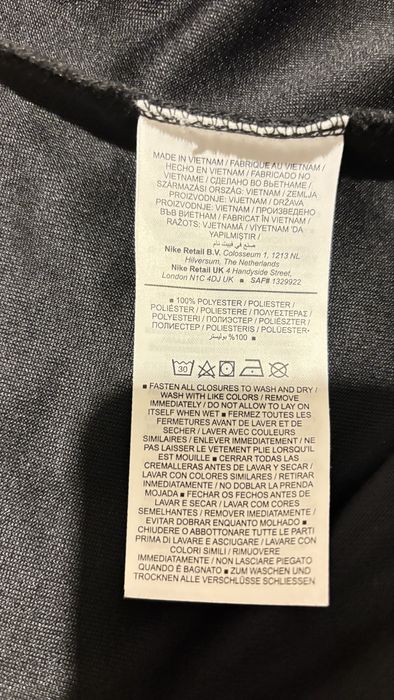 MADE IN VIETNAM / FABRIQUÉ AU VIETNAM /
HECHO EN VIETNAM / FABRICADO NO
VIETNAME / СДЕЛАНО ВО ВЬЕТНАМЕ /
SZÁRMAZÁSI ORSZÁG: VIETNAM / ZEMLJA
PROIZVODNJE: VIJETNAM / DRŽAVA
PROIZVODNJE: VIETNAM / ПРОИЗВЕДЕНО
ВЪВ ВИЕТНАМ / FABRICAT ÎN VIETNAM /
RAŽOTS: VJETNAMĀ / VİYETNAM 'DA
YAPILMIŞTIR /
صنع في فييت نام
Nike Retail B.V. Colosseum 1, 1213 NL
Hilversum, The Netherlands
Nike Retail UK 4 Handyside Street,
London N1C 4DJ UK ■ SAF# 1329922
■ 100% POLYESTER / POLIESTER /
POLIÉSTER / POLIESTERE / ΠΟΛΥΕΣΤΕΡΑΣ /
POLYESTERI / ПОЛИЭСТЕР / POLIÉSZTER /
ПОЛИЕСТЕР / POLIESTERIS / POLÜESTER•
100% بوليستر ■
30
■ FASTEN ALL CLOSURES TO WASH AND DRY /
WASH WITH LIKE COLORS / REMOVE
IMMEDIATELY / DO NOT ALLOW TO LAY ON
ITSELF WHEN WET ■ FERMEZ TOUTES LES
FERMETURES AVANT DE LAVER ET DE
SECHER / LAVER AVEC COULEURS
SIMILAIRES / ENLEVER IMMEDIATEMENT / NE
PAS LAISSER LE VETEMENT PLIE LORSQU'IL
EST MOUILLE ■ CERRAR TODAS LAS
CREMALLERAS ANTES DE LAVAR Y SECAR /
LAVAR CON COLORES SIMILARES / RETIRAR
INMEDIATAMENTE / NO DOBLAR LA PRENDA
MOJADA ■ FECHAR OS FECHOS ANTES DE
LAVAR E SECAR / LAVAR COM CORES
SEMELHANTES / REMOVER IMEDIATAMENTE /
EVITAR DOBRAR ENQUANTO MOLHADO ■
CHIUDERE O ABBOTTONARE TUTTE LE PARTI
PRIMA DI LAVARE E ASCIUGARE / LAVARE CON
COLORI SIMILI / RIMUOVERE
IMMEDIATAMENTE / NON LASCIARE PIEGATO
QUANDO È BAGNATO ■ ZUM WASCHEN UND
TROCKNEN ALLE VERSCHLÜSSE SCHLIESSEN